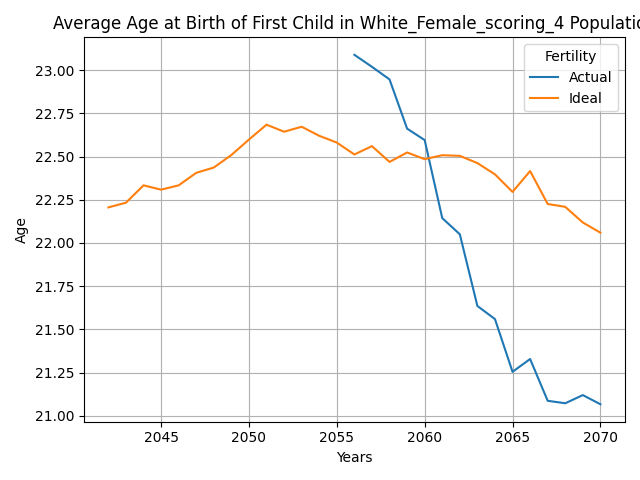 Average Age at Birth of First Child in White_Female_scoring_4 Populatio
Fertility
Actual
Ideal
Age
23.00
22.75
22.50
22.25
22.00
21.75
21.50
21.25
21.00
2045 2050 2055 2060 2065 2070
Years